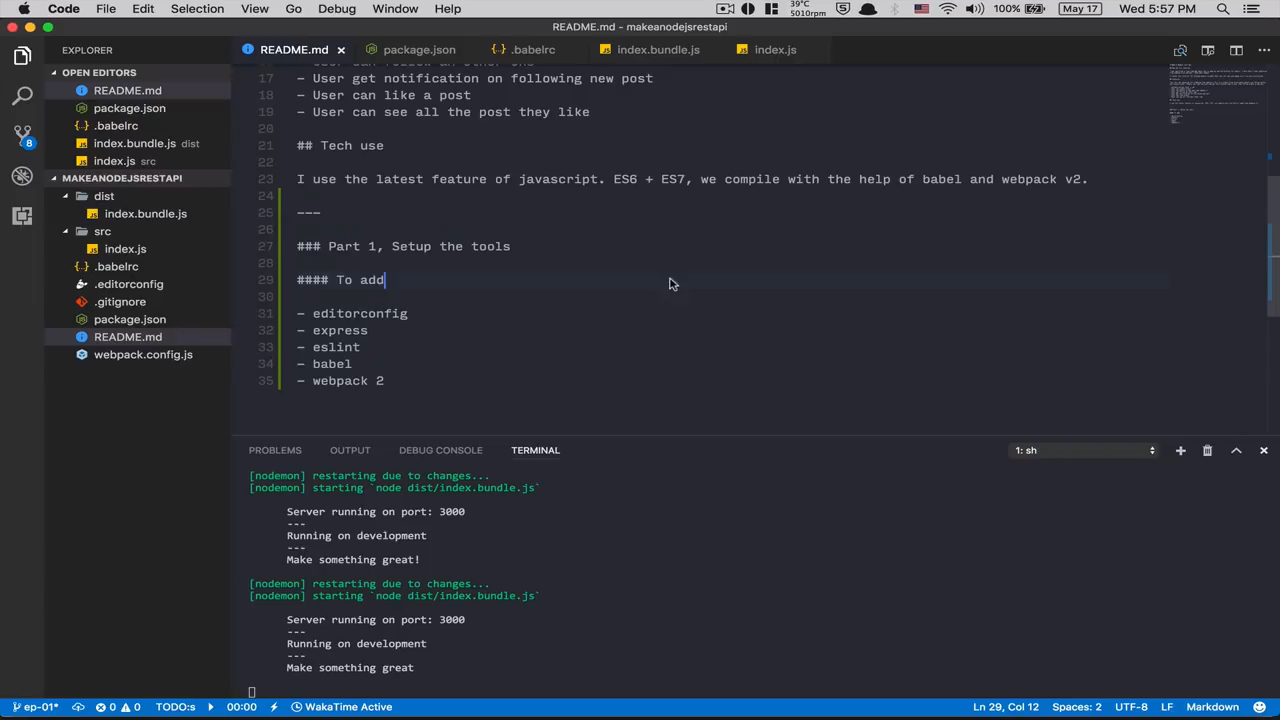 Code File Edit Selection View Go Debug Window Help 39°C 5010rpm 100% May 17 Wed 5:57 PM
README.md - makeanodejsrestapi
EXPLORER README.md package.json .babelrc index.bundle.js index.js
OPEN EDITORS
README.md
package.json
.babelrc
index.bundle.js dist
index.js src
MAKEANODEJSRESTAPI
dist
index.bundle.js
src
index.js
.babelrc
.editorconfig
.gitignore
package.json
README.md
webpack.config.js
8
17 - User get notification on following new post
18 - User can like a post
19 - User can see all the post they like
20
21 ## Tech use
22
23 I use the latest feature of javascript. ES6 + ES7, we compile with the help of babel and webpack v2.
24
25 ---
26
27 ### Part 1, Setup the tools
28
29 #### To add
30
31 - editorconfig
32 - express
33 - eslint
34 - babel
35 - webpack 2
PROBLEMS OUTPUT DEBUG CONSOLE TERMINAL 1: sh
[nodemon] restarting due to changes...
[nodemon] starting `node dist/index.bundle.js`
Server running on port: 3000
---
Running on development
---
Make something great!
[nodemon] restarting due to changes...
[nodemon] starting `node dist/index.bundle.js`
Server running on port: 3000
---
Running on development
---
Make something great
ep-01* 0 0 TODO:s 00:00 WakaTime Active Ln 29, Col 12 Spaces: 2 UTF-8 LF Markdown